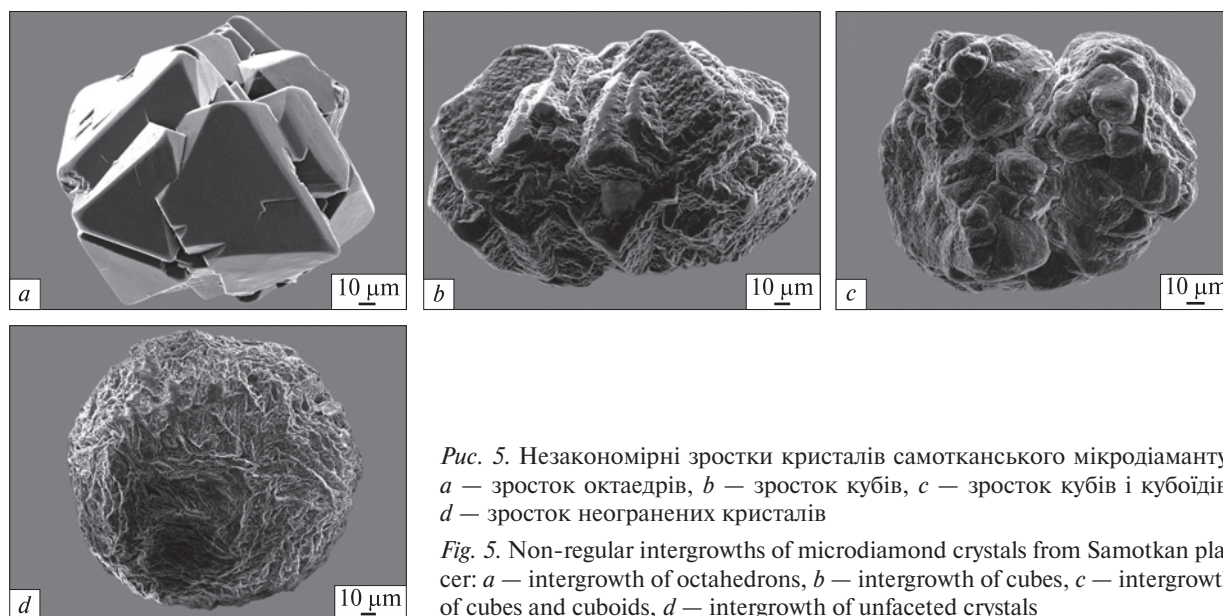 a
10 μm
b
10 μm
c
10 μm
d
10 μm
Рис. 5. Незакономірні зростки кристалів самотканського мікродіаманту
a — зросток октаедрів, b — зросток кубів, c — зросток кубів і кубоїдів
d — зросток неогранених кристалів
Fig. 5. Non-regular intergrowths of microdiamond crystals from Samotkan pla-
cer: a — intergrowth of octahedrons, b — intergrowth of cubes, c — intergrowth
of cubes and cuboids, d — intergrowth of unfaceted crystals